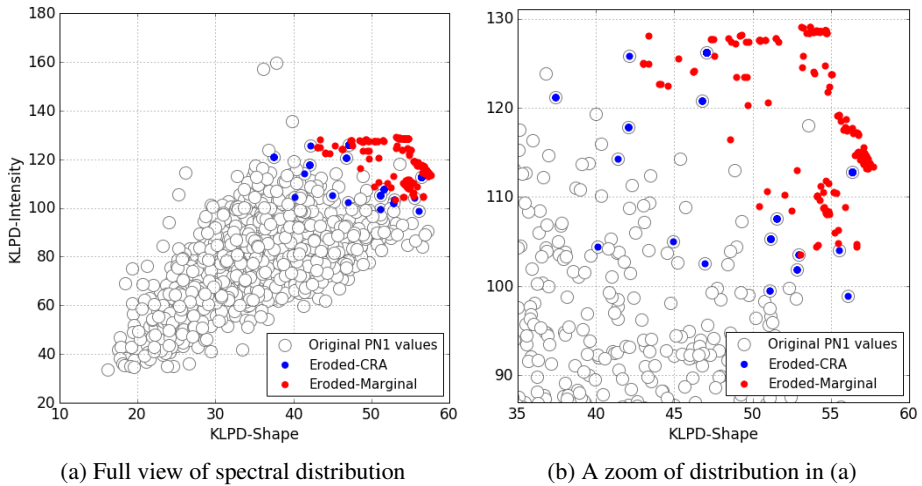 180
160
140
120
100
80
60
40
20
KLPD-Intensity
10
20
30
40
50
60
KLPD-Shape
Original PN1 values
Eroded-CRA
Eroded-Marginal
(a) Full view of spectral distribution
130
120
110
100
90
35
40
45
50
55
60
KLPD-Shape
Original PN1 values
Eroded-CRA
Eroded-Marginal
(b) A zoom of distribution in (a)